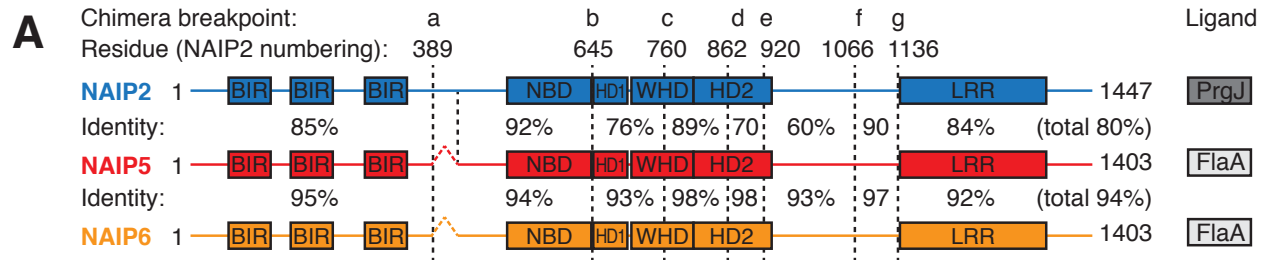 A
Chimera breakpoint: a b c d e f g Ligand
Residue (NAIP2 numbering): 389 645 760 862 920 1066 1136
NAIP2 1 BIR BIR BIR NBD HD1 WHD HD2 LRR 1447 PrgJ
Identity: 85% 92% 76% 89% 70 60% 90 84% (total 80%)
NAIP5 1 BIR BIR BIR NBD HD1 WHD HD2 LRR 1403 FlaA
Identity: 95% 94% 93% 98% 98 93% 97 92% (total 94%)
NAIP6 1 BIR BIR BIR NBD HD1 WHD HD2 LRR 1403 FlaA